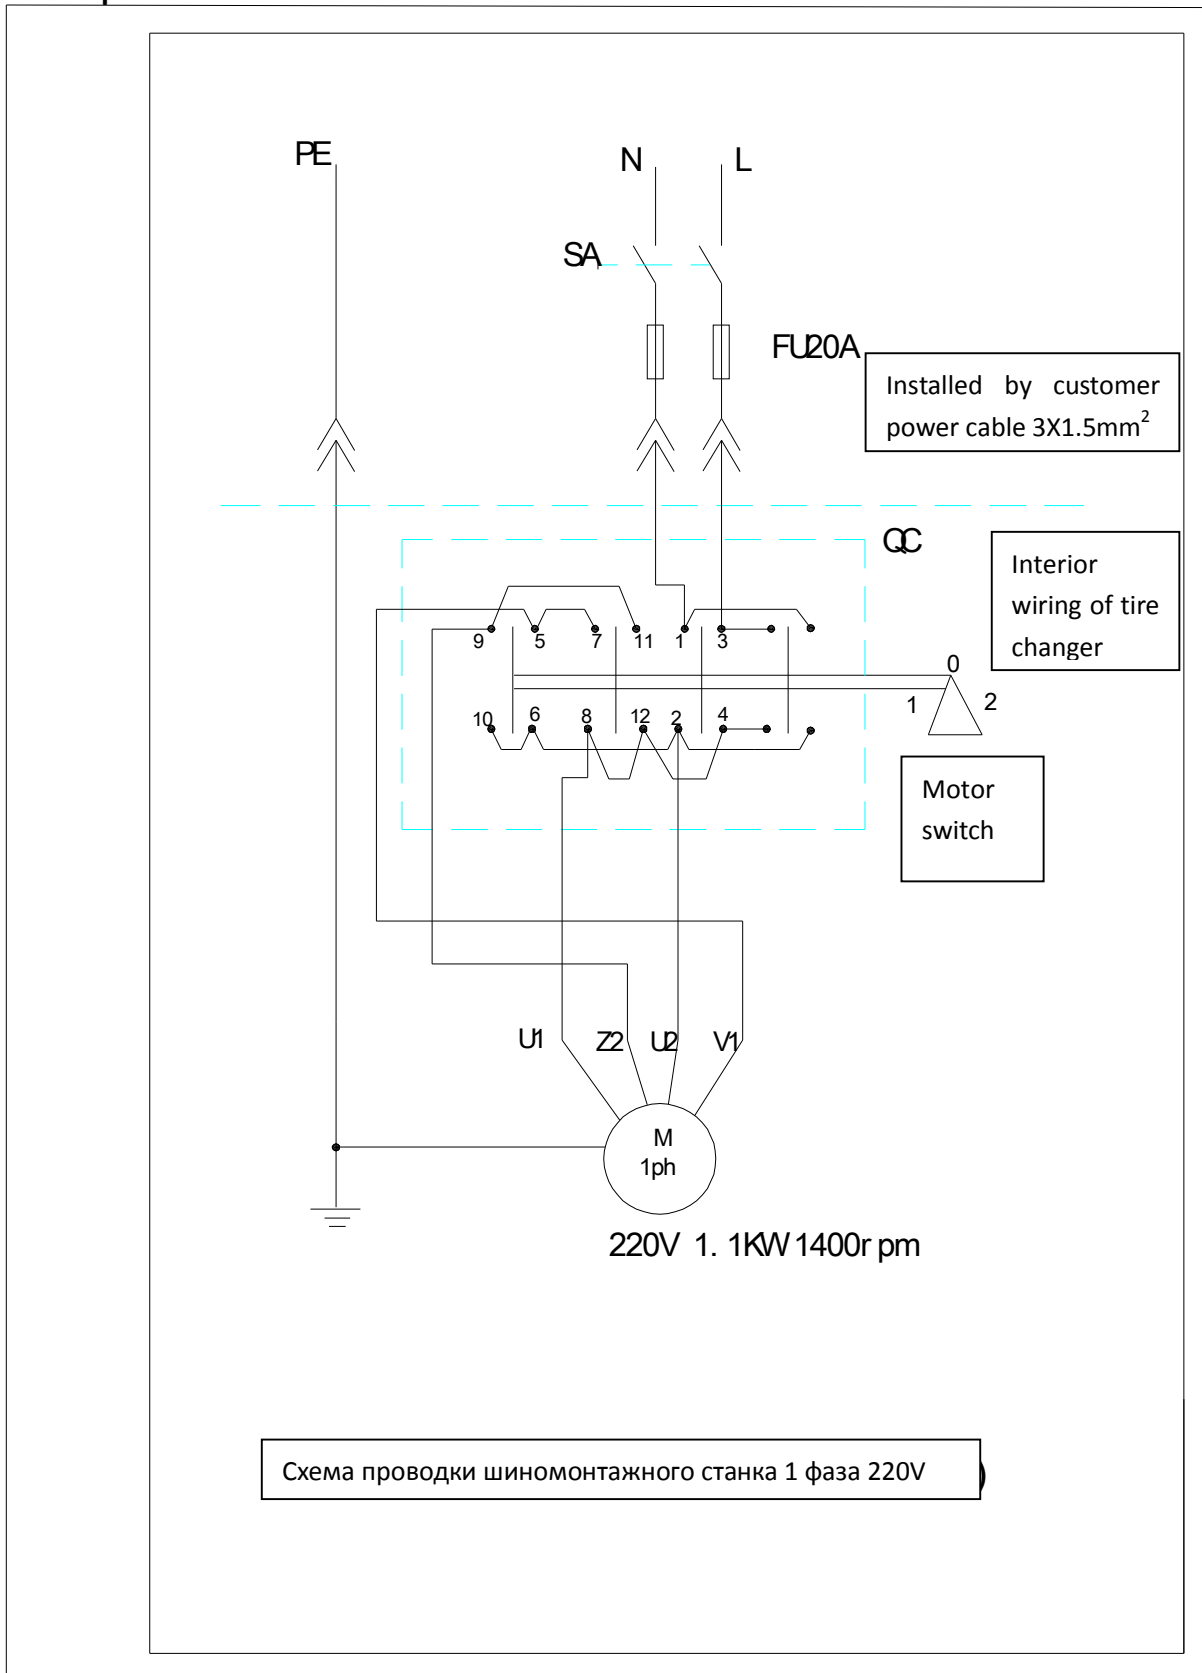 PE
N
L
SA
FU20A
Installed by customer
power cable 3X1.5mm²
QC
Interior
wiring of tire
changer
9
5
7
11
1
3
0
1
2
10
6
8
12
2
4
Motor
switch
U1
Z2
U2
V1
M
1ph
220V 1. 1KW 1400r pm
Схема проводки шиномонтажного станка 1 фаза 220V
)